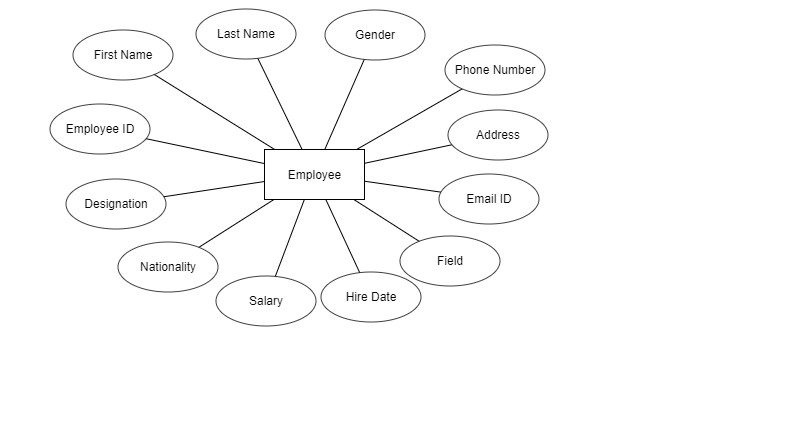 Last Name
Gender
First Name
Phone Number
Employee ID
Address
Employee
Email ID
Designation
Nationality
Field
Salary
Hire Date